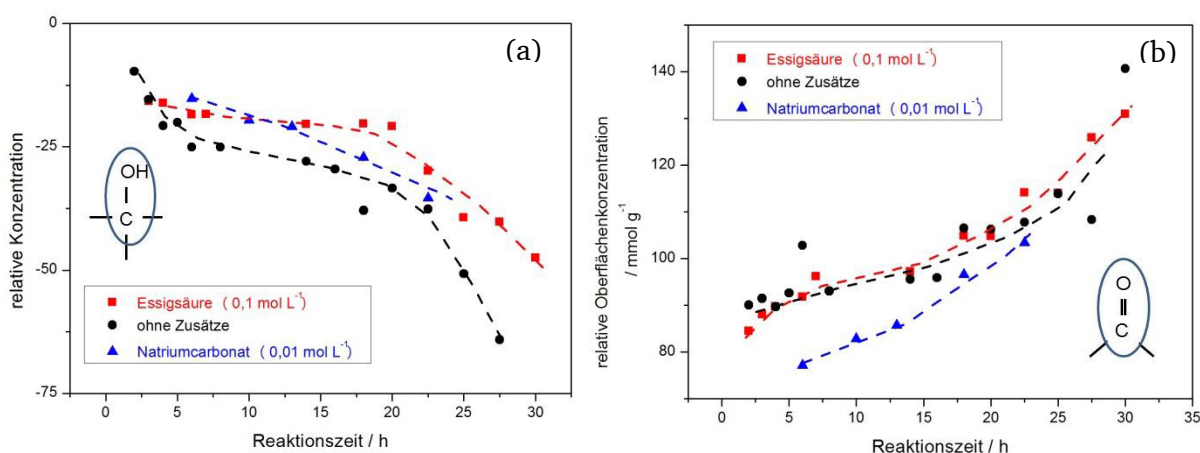 0
-25
-50
-75
relative Konzentration
(a)
Essigsäure ( 0,1 mol L⁻¹)
ohne Zusätze
Natriumcarbonat ( 0,01 mol L⁻¹)
OH
C
0 5 10 15 20 25 30
Reaktionszeit / h
140
120
100
80
relative Oberflächenkonzentration
/ mmol g⁻¹
(b)
Essigsäure ( 0,1 mol L⁻¹)
ohne Zusätze
Natriumcarbonat ( 0,01 mol L⁻¹)
O
C
0 5 10 15 20 25 30 35
Reaktionszeit / h